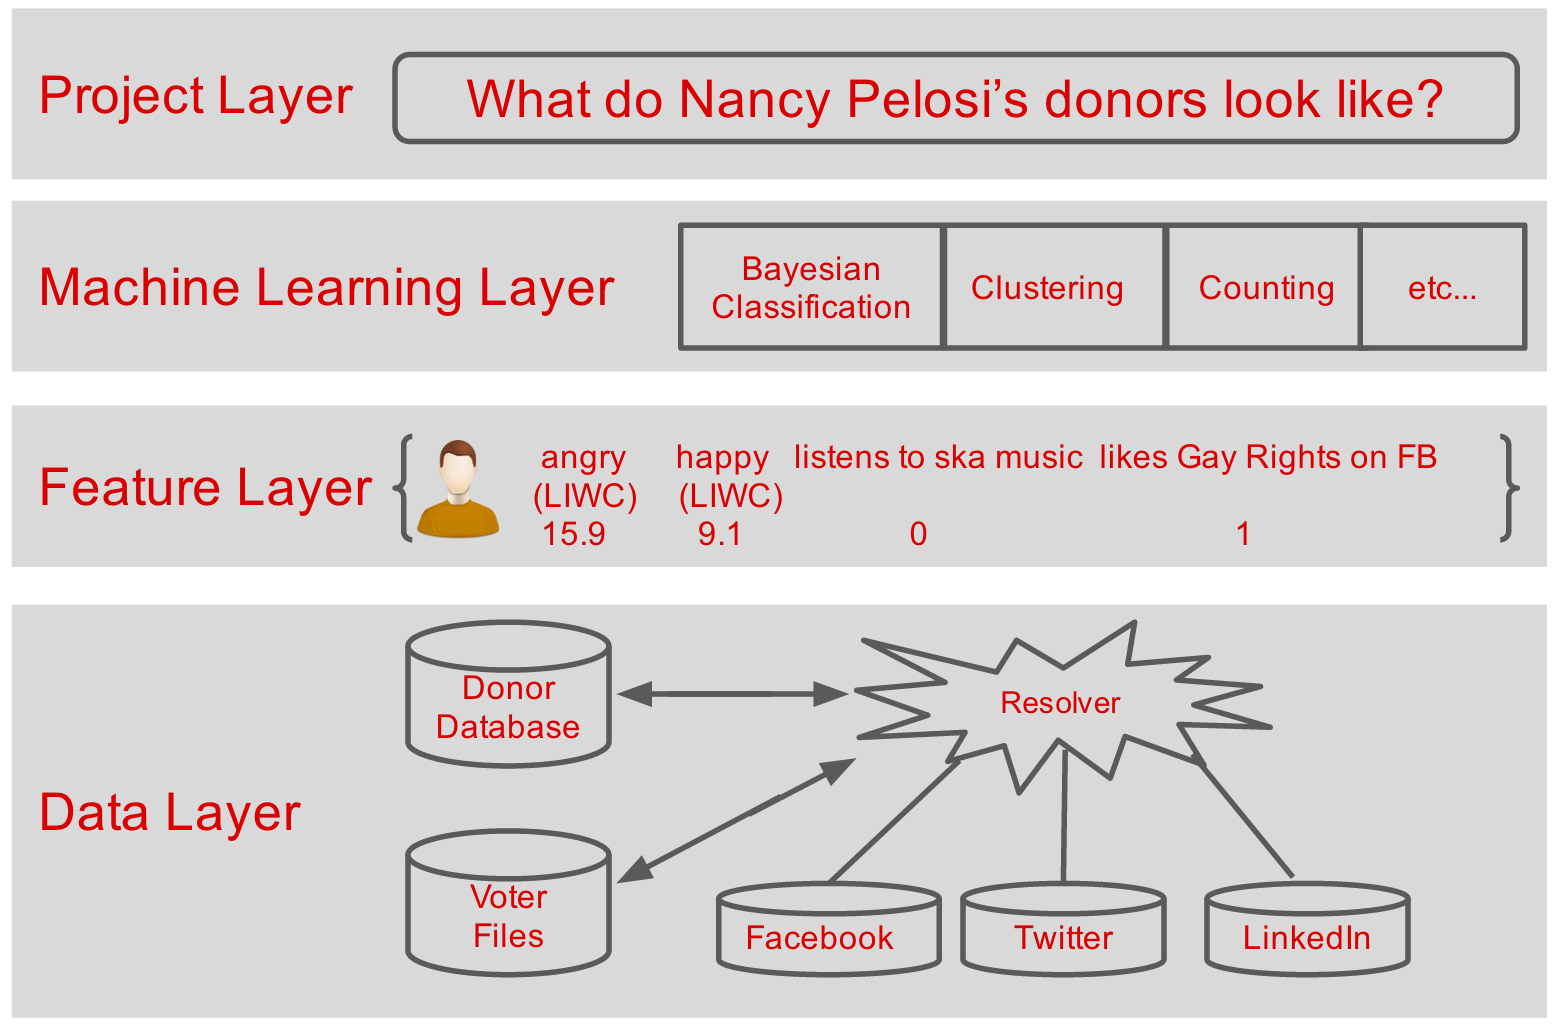 Project Layer
What do Nancy Pelosi’s donors look like?
Machine Learning Layer
Bayesian
Classification
Clustering
Counting
etc...
Feature Layer
angry
(LIWC)
15.9
happy
(LIWC)
9.1
listens to ska music
0
likes Gay Rights on FB
1
Data Layer
Donor
Database
Resolver
Voter
Files
Facebook
Twitter
LinkedIn